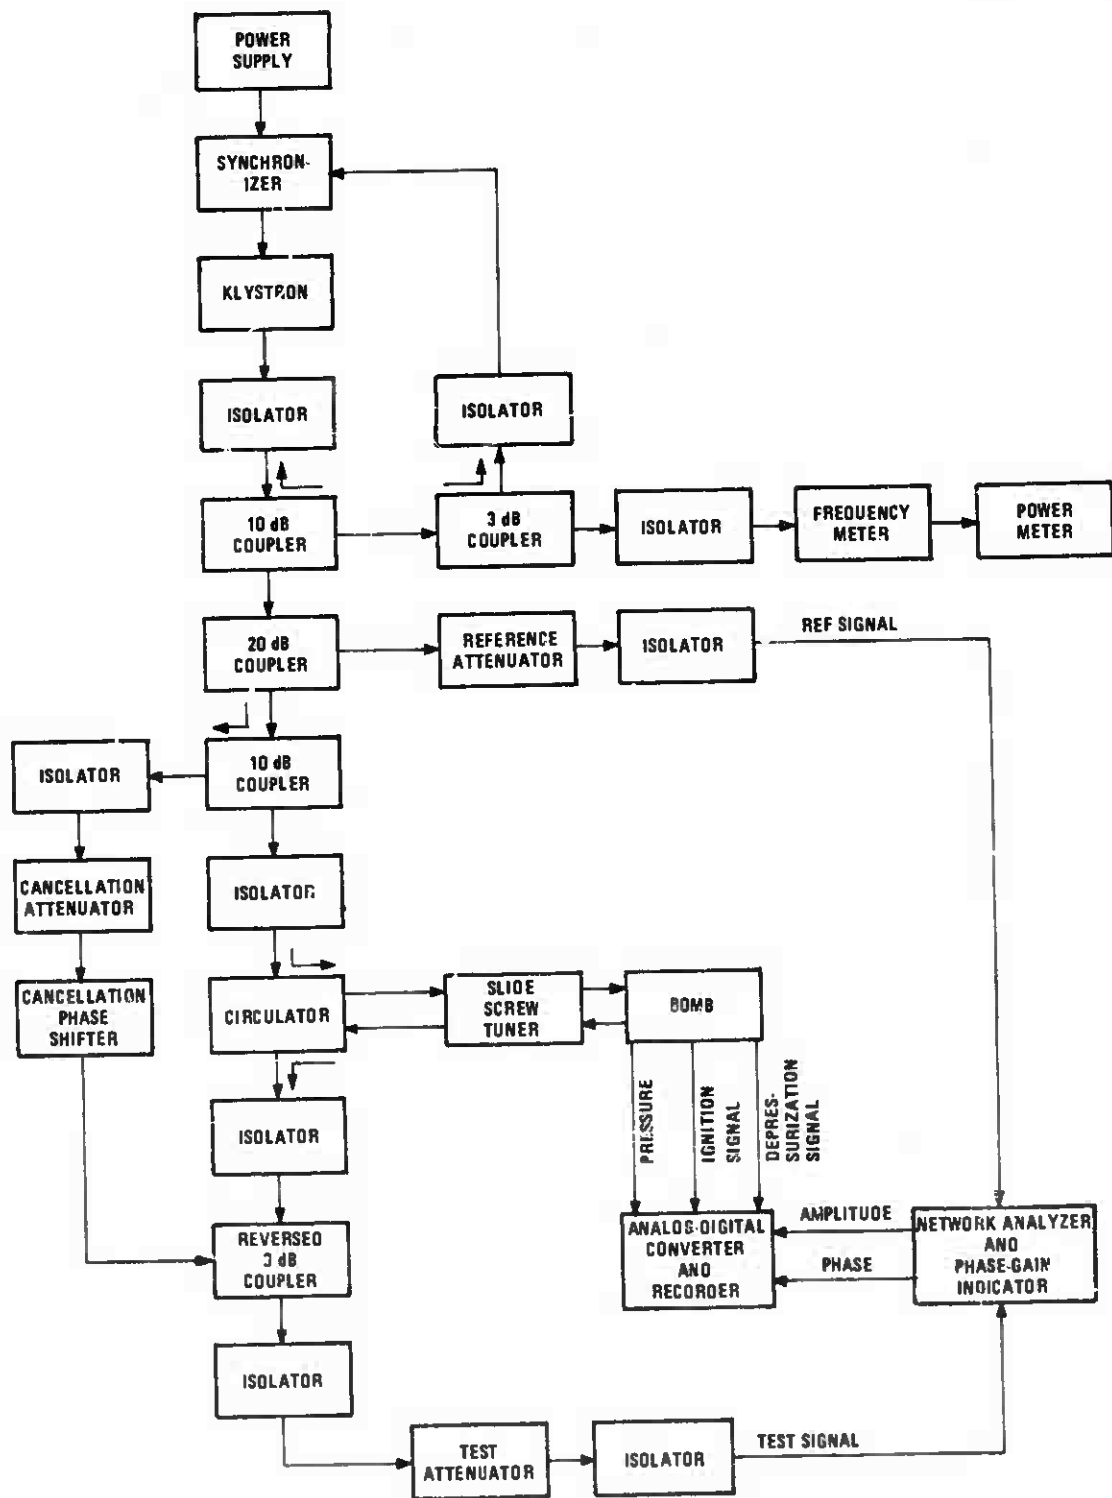 POWER
SUPPLY
SYNCHRON-
IZER
KLYSTRON
ISOLATOR
ISOLATOR
10 dB
COUPLER
3 dB
COUPLER
ISOLATOR
FREQUENCY
METER
POWER
METER
20 dB
COUPLER
REFERENCE
ATTENUATOR
ISOLATOR
REF SIGNAL
ISOLATOR
10 dB
COUPLER
CANCELLATION
ATTENUATOR
ISOLATOR
CANCELLATION
PHASE
SHIFTER
CIRCULATOR
SLIDE
SCREW
TUNER
BOMB
PRESSURE
IGNITION
SIGNAL
DEPRES-
SURIZATION
SIGNAL
ISOLATOR
REVERSED
3 dB
COUPLER
ANALOG-DIGITAL
CONVERTER
AND
RECORDER
AMPLITUDE
PHASE
NETWORK ANALYZER
AND
PHASE-GAIN
INDICATOR
ISOLATOR
TEST
ATTENUATOR
ISOLATOR
TEST SIGNAL